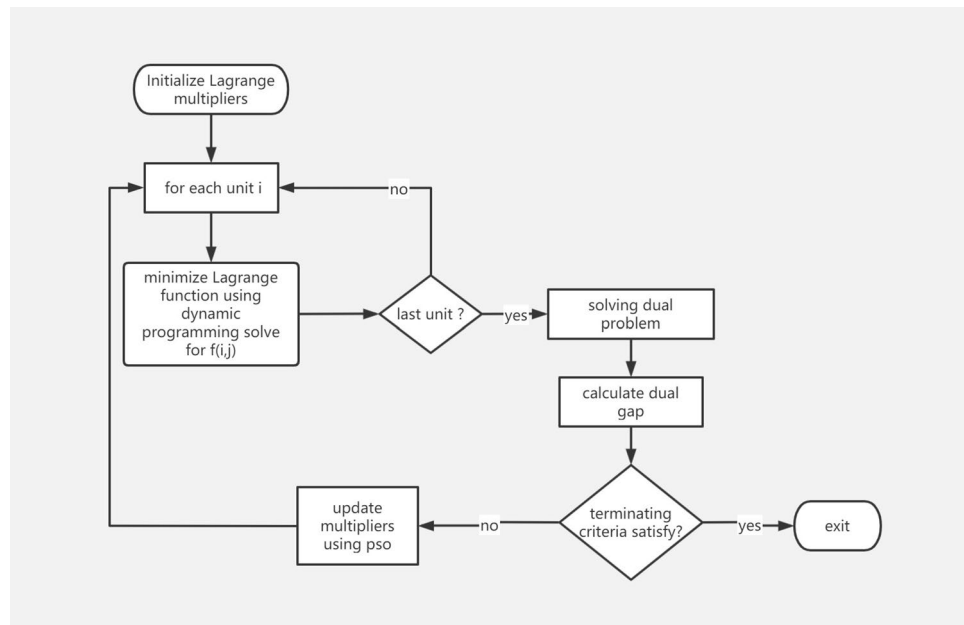 Initialize Lagrange
multipliers
for each unit i
no
minimize Lagrange
function using
dynamic
programming solve
for f(i,j)
last unit ?
yes
solving dual
problem
calculate dual
gap
terminating
criteria satisfy?
no
update
multipliers
using pso
yes
exit